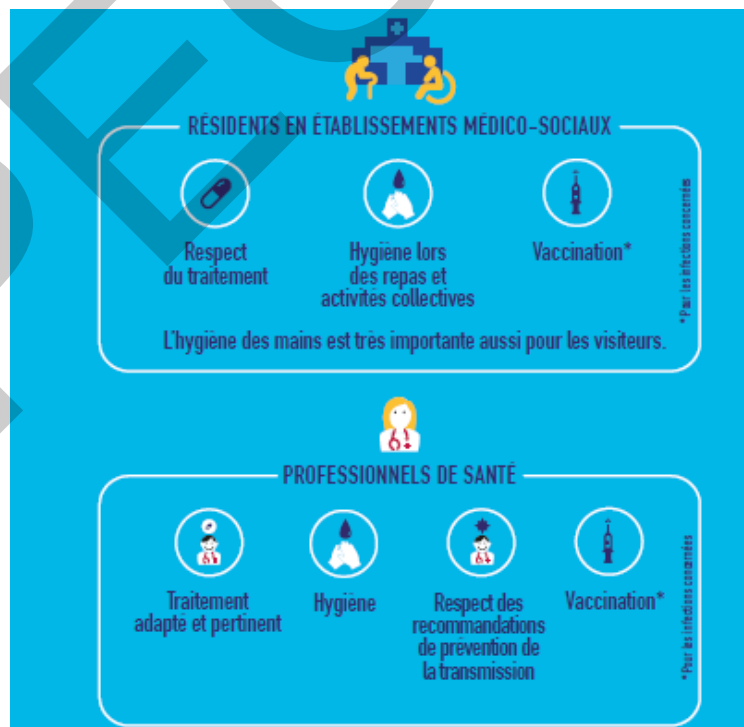 RÉSIDENTS EN ÉTABLISSEMENTS MÉDICO-SOCIAUX
Respect
du traitement
Hygiène lors
des repas et
activités collectives
Vaccination*
*Pour les infections concernées
L'hygiène des mains est très importante aussi pour les visiteurs.
PROFESSIONNELS DE SANTÉ
Traitement
adapté et pertinent
Hygiène
Respect des
recommandations
de prévention de
la transmission
Vaccination*
*Pour les infections concernées